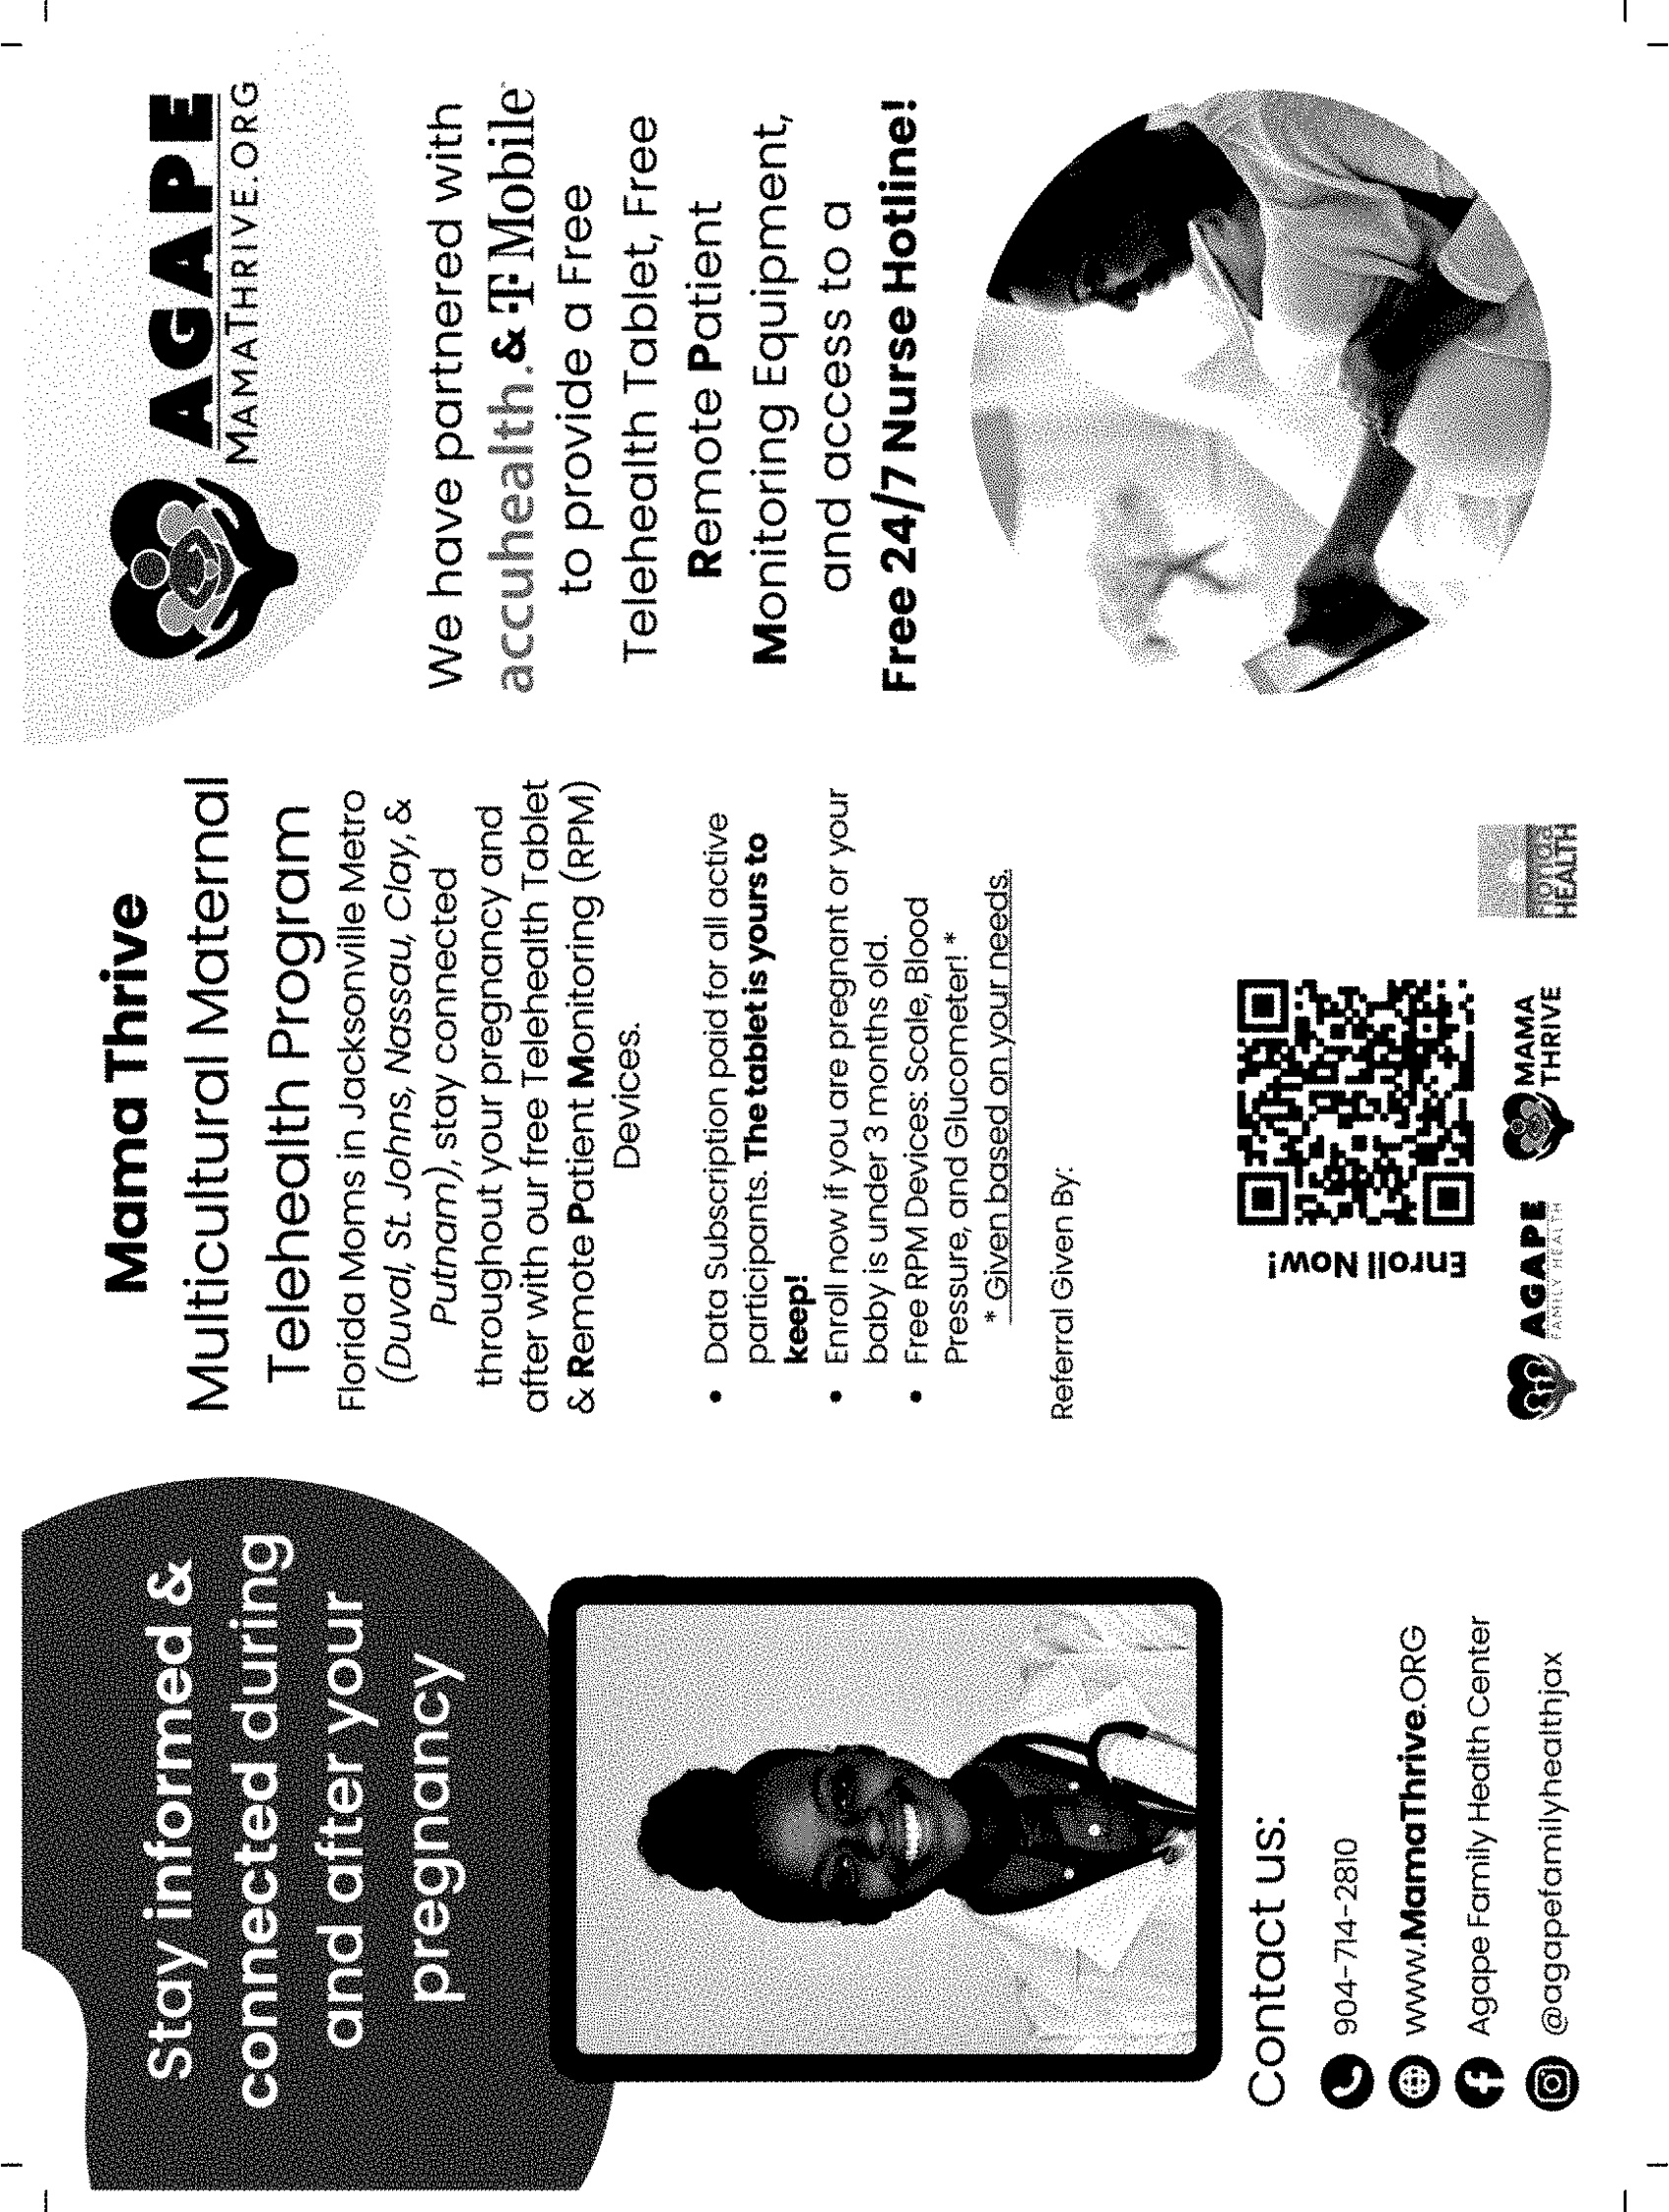 Stay informed &
connected during
and after your
pregnancy
Contact us:
904-714-2810
www.MamaThrive.ORG
Agape Family Health Center
@agapefamilyhealthjax
Mama Thrive
Multicultural Maternal
Telehealth Program
Florida Moms in Jacksonville Metro
(Duval, St. Johns, Nassau, Clay, &
Putnam), stay connected
throughout your pregnancy and
after with our free Telehealth Tablet
& Remote Patient Monitoring (RPM)
Devices.
• Data Subscription paid for all active
participants. The tablet is yours to
keep!
• Enroll now if you are pregnant or your
baby is under 3 months old.
• Free RPM Devices: Scale, Blood
Pressure, and Glucometer! *
* Given based on your needs.
Referral Given By:
Enroll Now!
AGAPE
FAMILY HEALTH
MAMA
THRIVE
Florida
HEALTH
AGAPE
MAMATHRIVE.ORG
We have partnered with
accuhealth. & T Mobile
to provide a Free
Telehealth Tablet, Free
Remote Patient
Monitoring Equipment,
and access to a
Free 24/7 Nurse Hotline!